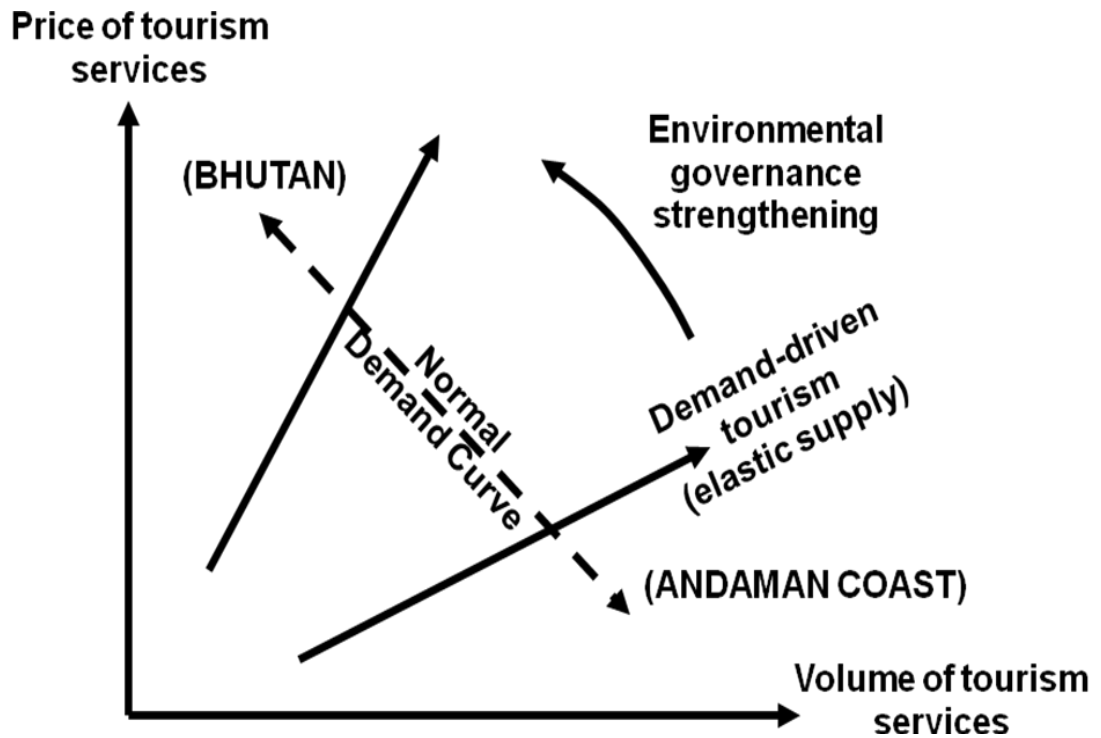 Price of tourism
services
(BHUTAN)
Environmental
governance
strengthening
Normal
Demand Curve
Demand-driven
tourism
(elastic supply)
(ANDAMAN COAST)
Volume of tourism
services